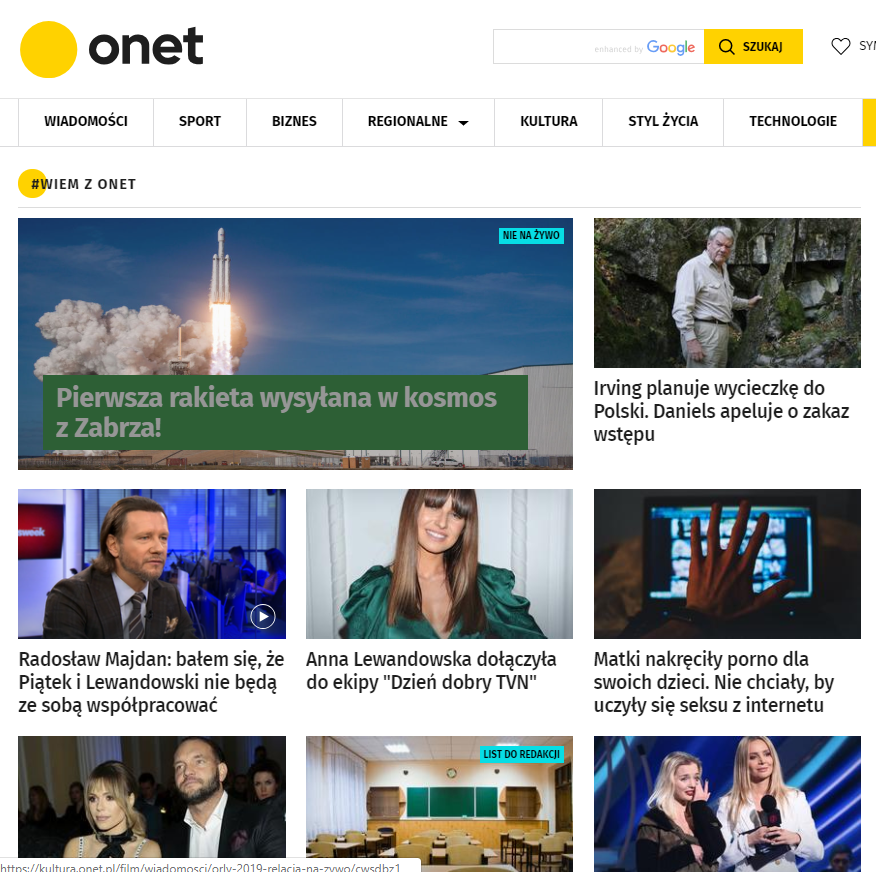 onet
enhanced by Google
SZUKAJ
WIADOMOŚCI
SPORT
BIZNES
REGIONALNE
KULTURA
STYL ŻYCIA
TECHNOLOGIE
#WIEM Z ONET
NIE NA ŻYWO
Pierwsza rakieta wysyłana w kosmos
z Zabrza!
Irving planuje wycieczkę do
Polski. Daniels apeluje o zakaz
wstępu
Radosław Majdan: bałem się, że
Piątek i Lewandowski nie będą
ze sobą współpracować
Anna Lewandowska dołączyła
do ekipy "Dzień dobry TVN"
Matki nakręciły porno dla
swoich dzieci. Nie chciały, by
uczyły się seksu z internetu
LIST DO REDAKCJI
https://kultura.onet.pl/film/wiadomosci/orly-2019-relacja-na-zywo/cwsdbz1